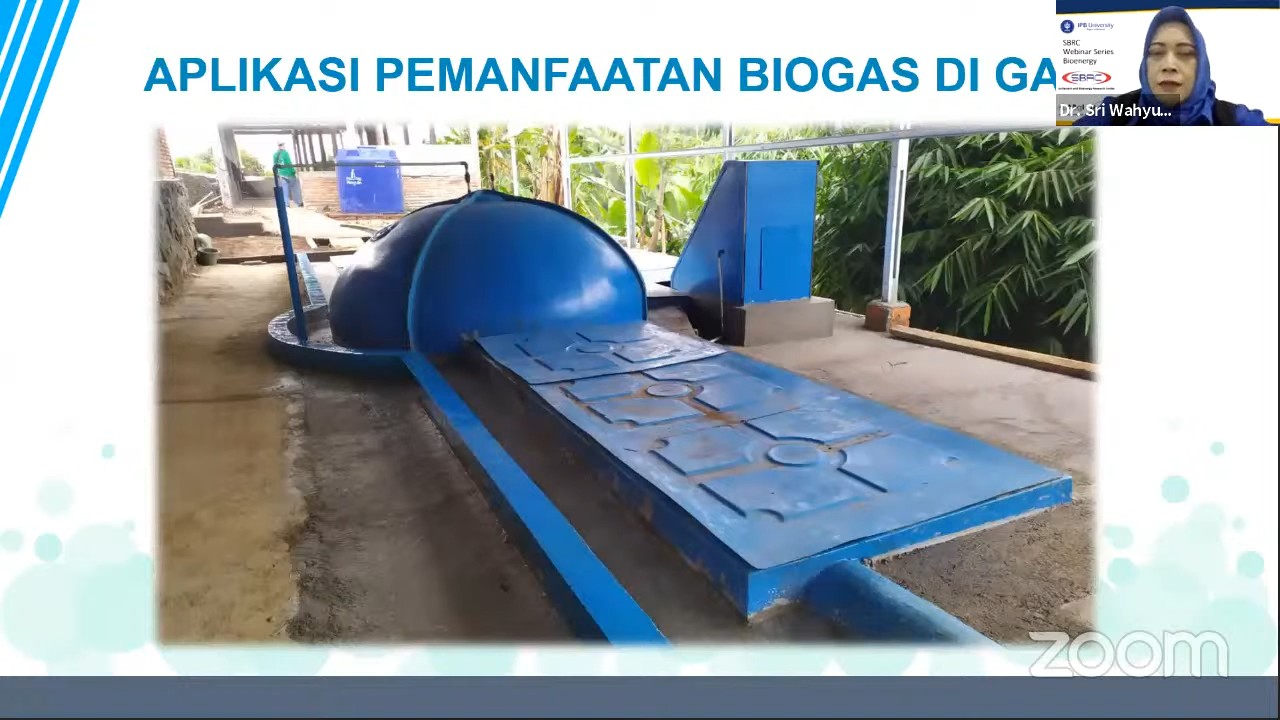 APLIKASI PEMANFAATAN BIOGAS DI GA
IPB University
SBRC
Webinar Series
Bioenergy
SBRC
Dr. Sri Wahyu...
zoom